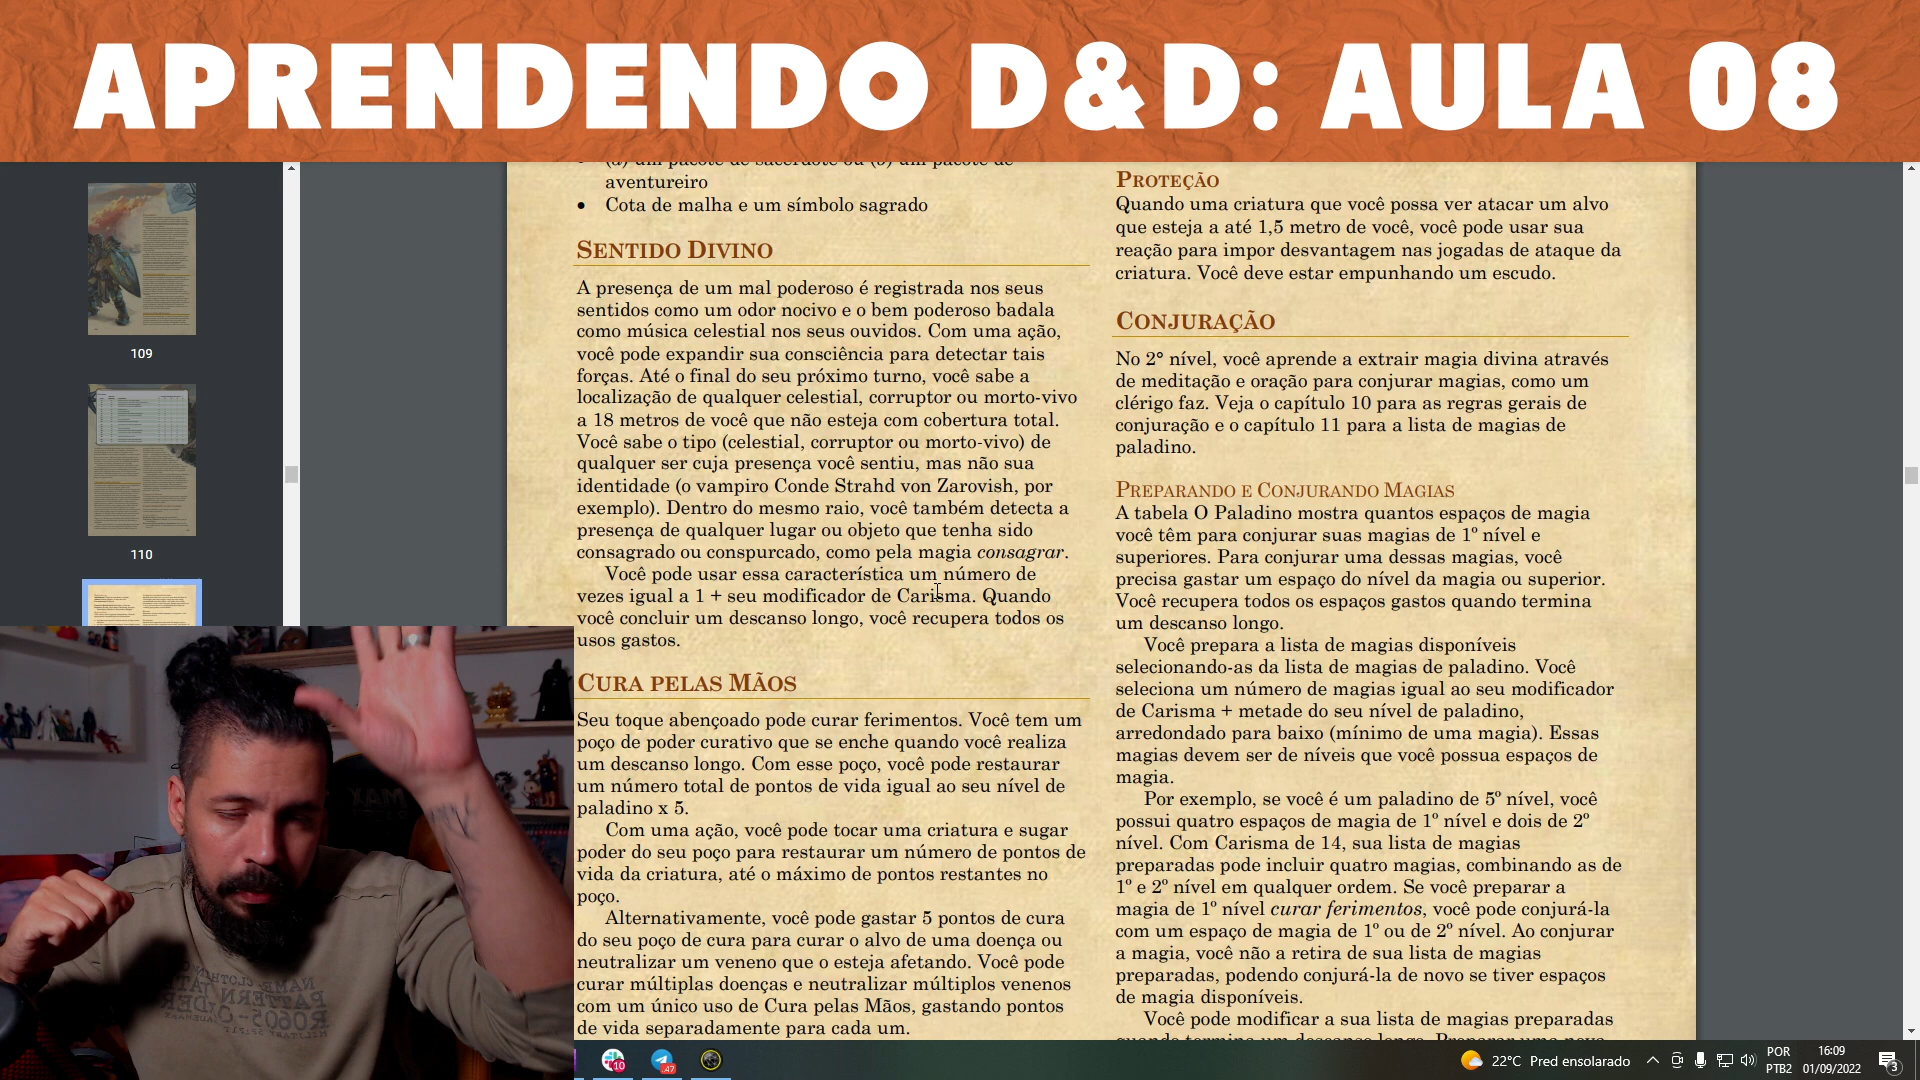 APRENDENDO D&D: AULA 08
(a) um pacote de sacerdote ou (b) um pacote de
aventureiro
• Cota de malha e um símbolo sagrado
SENTIDO DIVINO
A presença de um mal poderoso é registrada nos seus
sentidos como um odor nocivo e o bem poderoso badala
como música celestial nos seus ouvidos. Com uma ação,
você pode expandir sua consciência para detectar tais
forças. Até o final do seu próximo turno, você sabe a
localização de qualquer celestial, corruptor ou morto-vivo
a 18 metros de você que não esteja com cobertura total.
Você sabe o tipo (celestial, corruptor ou morto-vivo) de
qualquer ser cuja presença você sentiu, mas não sua
identidade (o vampiro Conde Strahd von Zarovish, por
exemplo). Dentro do mesmo raio, você também detecta a
presença de qualquer lugar ou objeto que tenha sido
consagrado ou conspurcado, como pela magia consagrar.
Você pode usar essa característica um número de
vezes igual a 1 + seu modificador de Carisma. Quando
você concluir um descanso longo, você recupera todos os
usos gastos.
CURA PELAS MÃOS
Seu toque abençoado pode curar ferimentos. Você tem um
poço de poder curativo que se enche quando você realiza
um descanso longo. Com esse poço, você pode restaurar
um número total de pontos de vida igual ao seu nível de
paladino x 5.
Com uma ação, você pode tocar uma criatura e sugar
poder do seu poço para restaurar um número de pontos de
vida da criatura, até o máximo de pontos restantes no
poço.
Alternativamente, você pode gastar 5 pontos de cura
do seu poço de cura para curar o alvo de uma doença ou
neutralizar um veneno que o esteja afetando. Você pode
curar múltiplas doenças e neutralizar múltiplos venenos
com um único uso de Cura pelas Mãos, gastando pontos
de vida separadamente para cada um.
PROTEÇÃO
Quando uma criatura que você possa ver atacar um alvo
que esteja a até 1,5 metro de você, você pode usar sua
reação para impor desvantagem nas jogadas de ataque da
criatura. Você deve estar empunhando um escudo.
CONJURAÇÃO
No 2° nível, você aprende a extrair magia divina através
de meditação e oração para conjurar magias, como um
clérigo faz. Veja o capítulo 10 para as regras gerais de
conjuração e o capítulo 11 para a lista de magias de
paladino.
PREPARANDO E CONJURANDO MAGIAS
A tabela O Paladino mostra quantos espaços de magia
você têm para conjurar suas magias de 1º nível e
superiores. Para conjurar uma dessas magias, você
precisa gastar um espaço do nível da magia ou superior.
Você recupera todos os espaços gastos quando termina
um descanso longo.
Você prepara a lista de magias disponíveis
selecionando-as da lista de magias de paladino. Você
seleciona um número de magias igual ao seu modificador
de Carisma + metade do seu nível de paladino,
arredondado para baixo (mínimo de uma magia). Essas
magias devem ser de níveis que você possua espaços de
magia.
Por exemplo, se você é um paladino de 5º nível, você
possui quatro espaços de magia de 1º nível e dois de 2º
nível. Com Carisma de 14, sua lista de magias
preparadas pode incluir quatro magias, combinando as de
1º e 2º nível em qualquer ordem. Se você preparar a
magia de 1º nível curar ferimentos, você pode conjurá-la
com um espaço de magia de 1º ou de 2º nível. Ao conjurar
a magia, você não a retira de sua lista de magias
preparadas, podendo conjurá-la de novo se tiver espaços
de magia disponíveis.
Você pode modificar a sua lista de magias preparadas
quando termina um descanso longo. Preparar uma nova
109
110
NAME CLOTHIN
PATTERN
10
47
22°C Pred ensolarado
POR
PTB2
16:09
01/09/2022
3